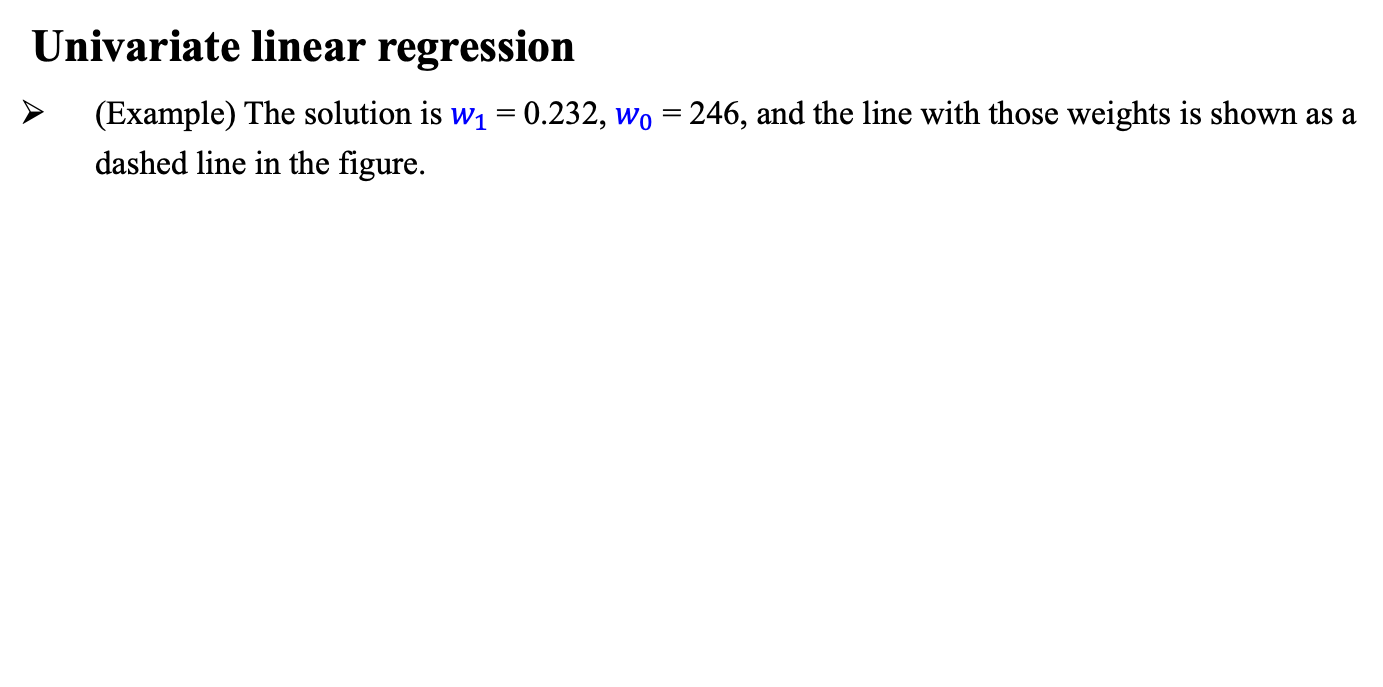 Univariate linear regression
➢ (Example) The solution is w₁ = 0.232, w₀ = 246, and the line with those weights is shown as a
dashed line in the figure.